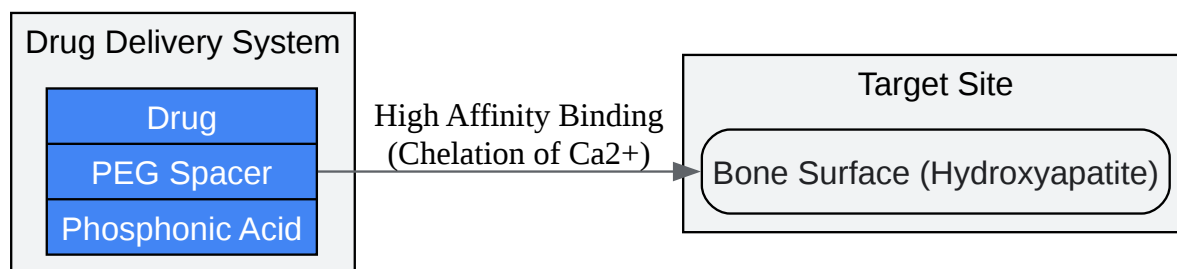 Drug Delivery System
Drug
PEG Spacer
Phosphonic Acid
High Affinity Binding
(Chelation of Ca2+)
Target Site
Bone Surface (Hydroxyapatite)